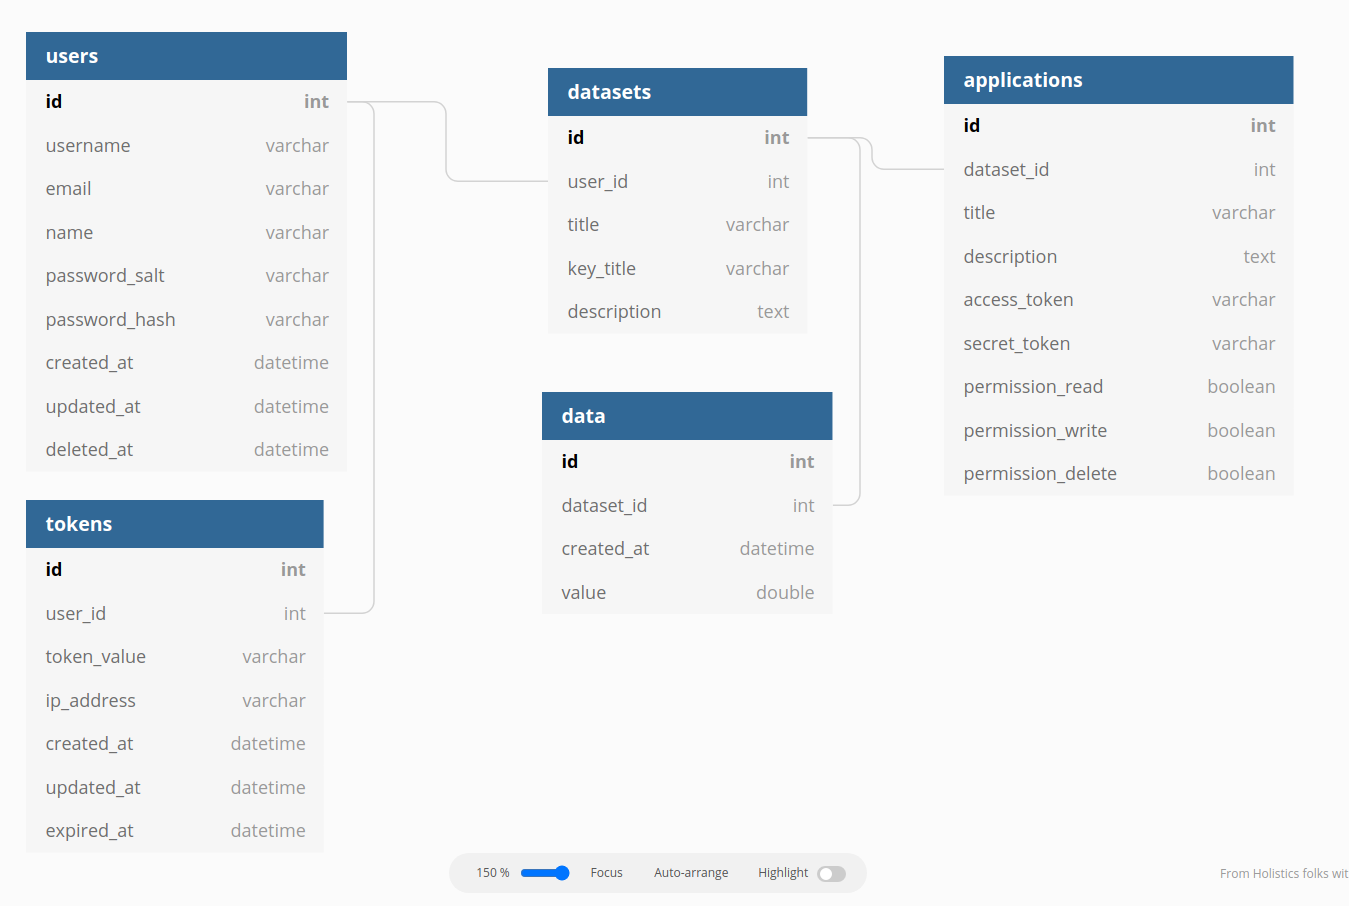 users
id int
username varchar
email varchar
name varchar
password_salt varchar
password_hash varchar
created_at datetime
updated_at datetime
deleted_at datetime
tokens
id int
user_id int
token_value varchar
ip_address varchar
created_at datetime
updated_at datetime
expired_at datetime
datasets
id int
user_id int
title varchar
key_title varchar
description text
data
id int
dataset_id int
created_at datetime
value double
applications
id int
dataset_id int
title varchar
description text
access_token varchar
secret_token varchar
permission_read boolean
permission_write boolean
permission_delete boolean
150 % Focus Auto-arrange Highlight
From Holistics folks wit